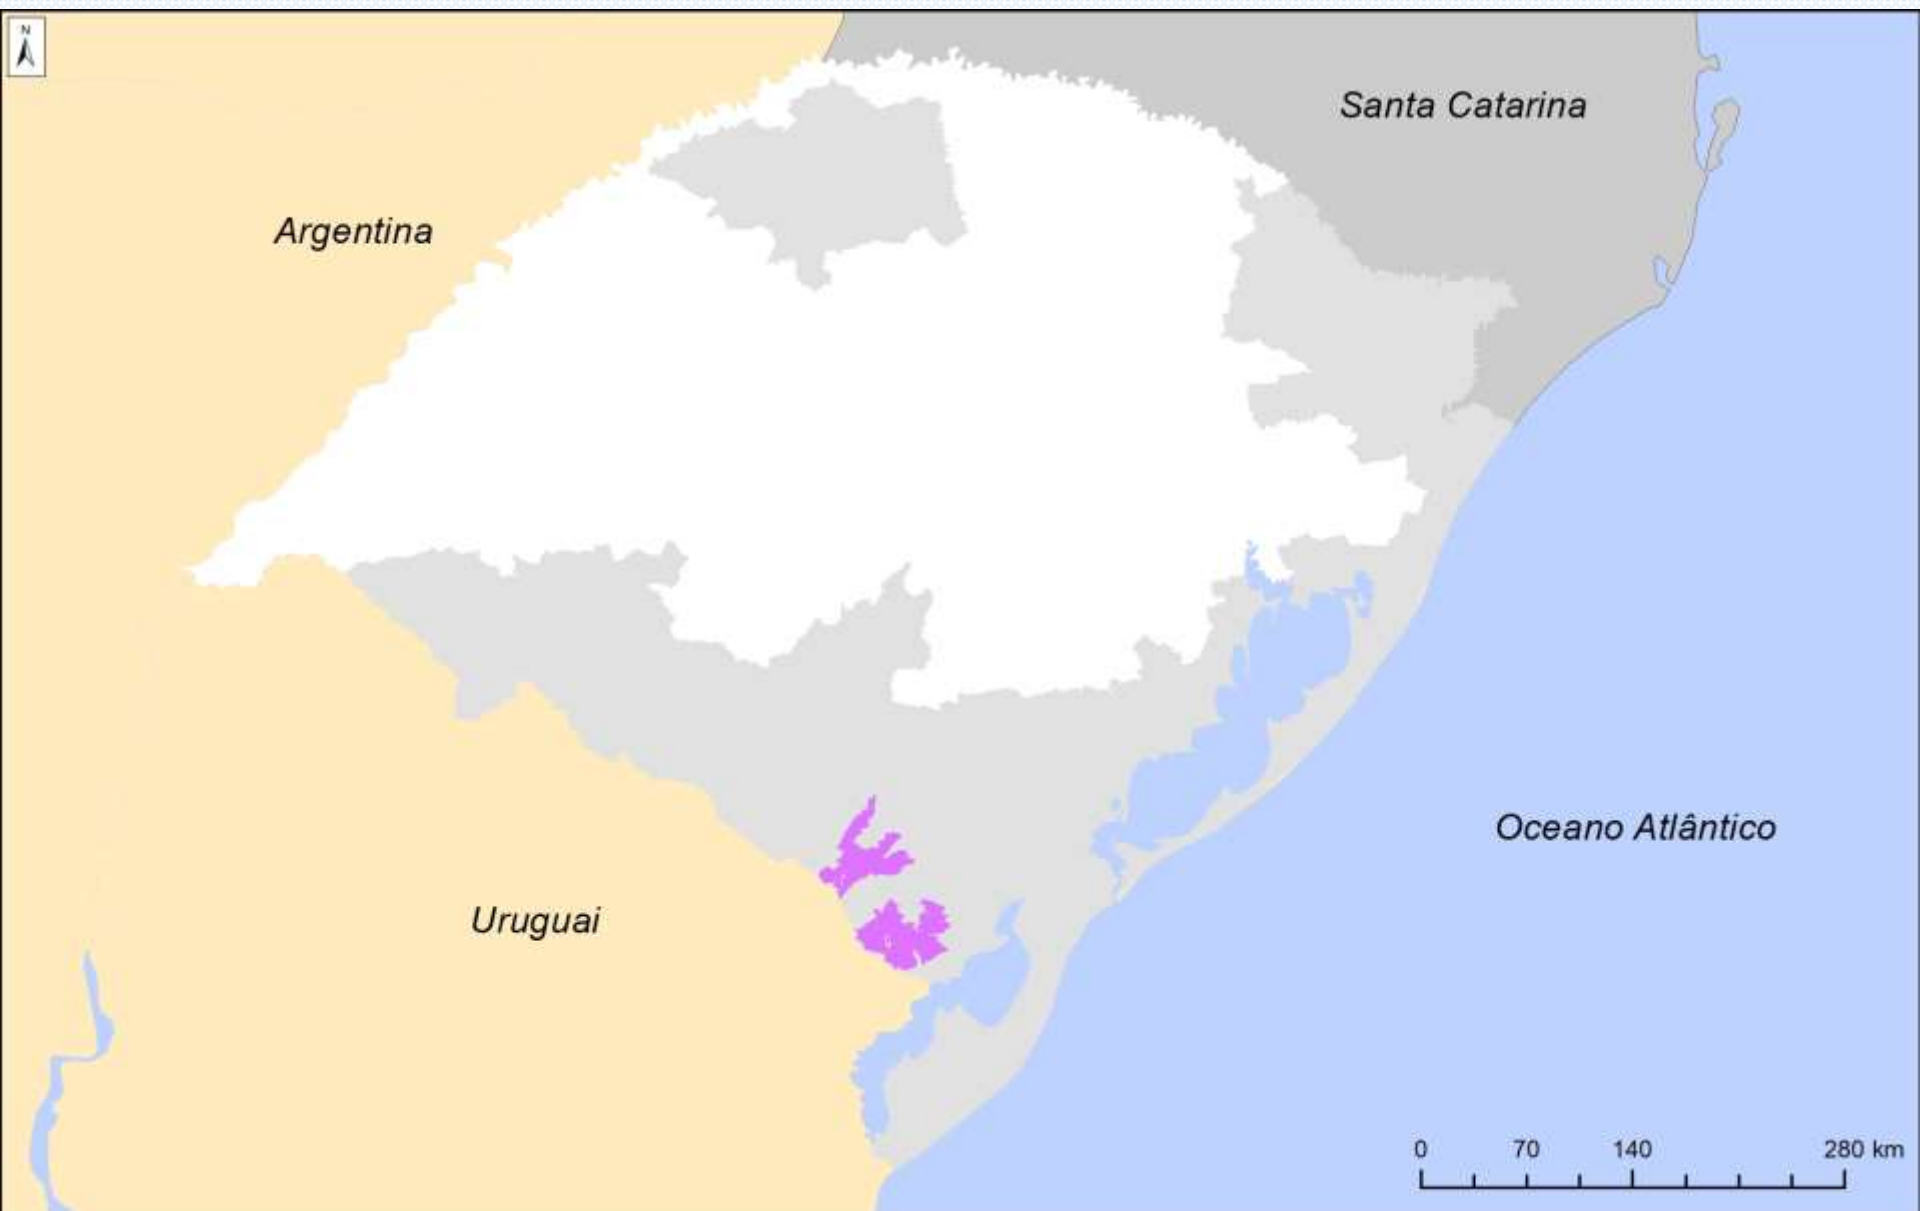 N
Santa Catarina
Argentina
Oceano Atlântico
Uruguai
0 70 140 280 km